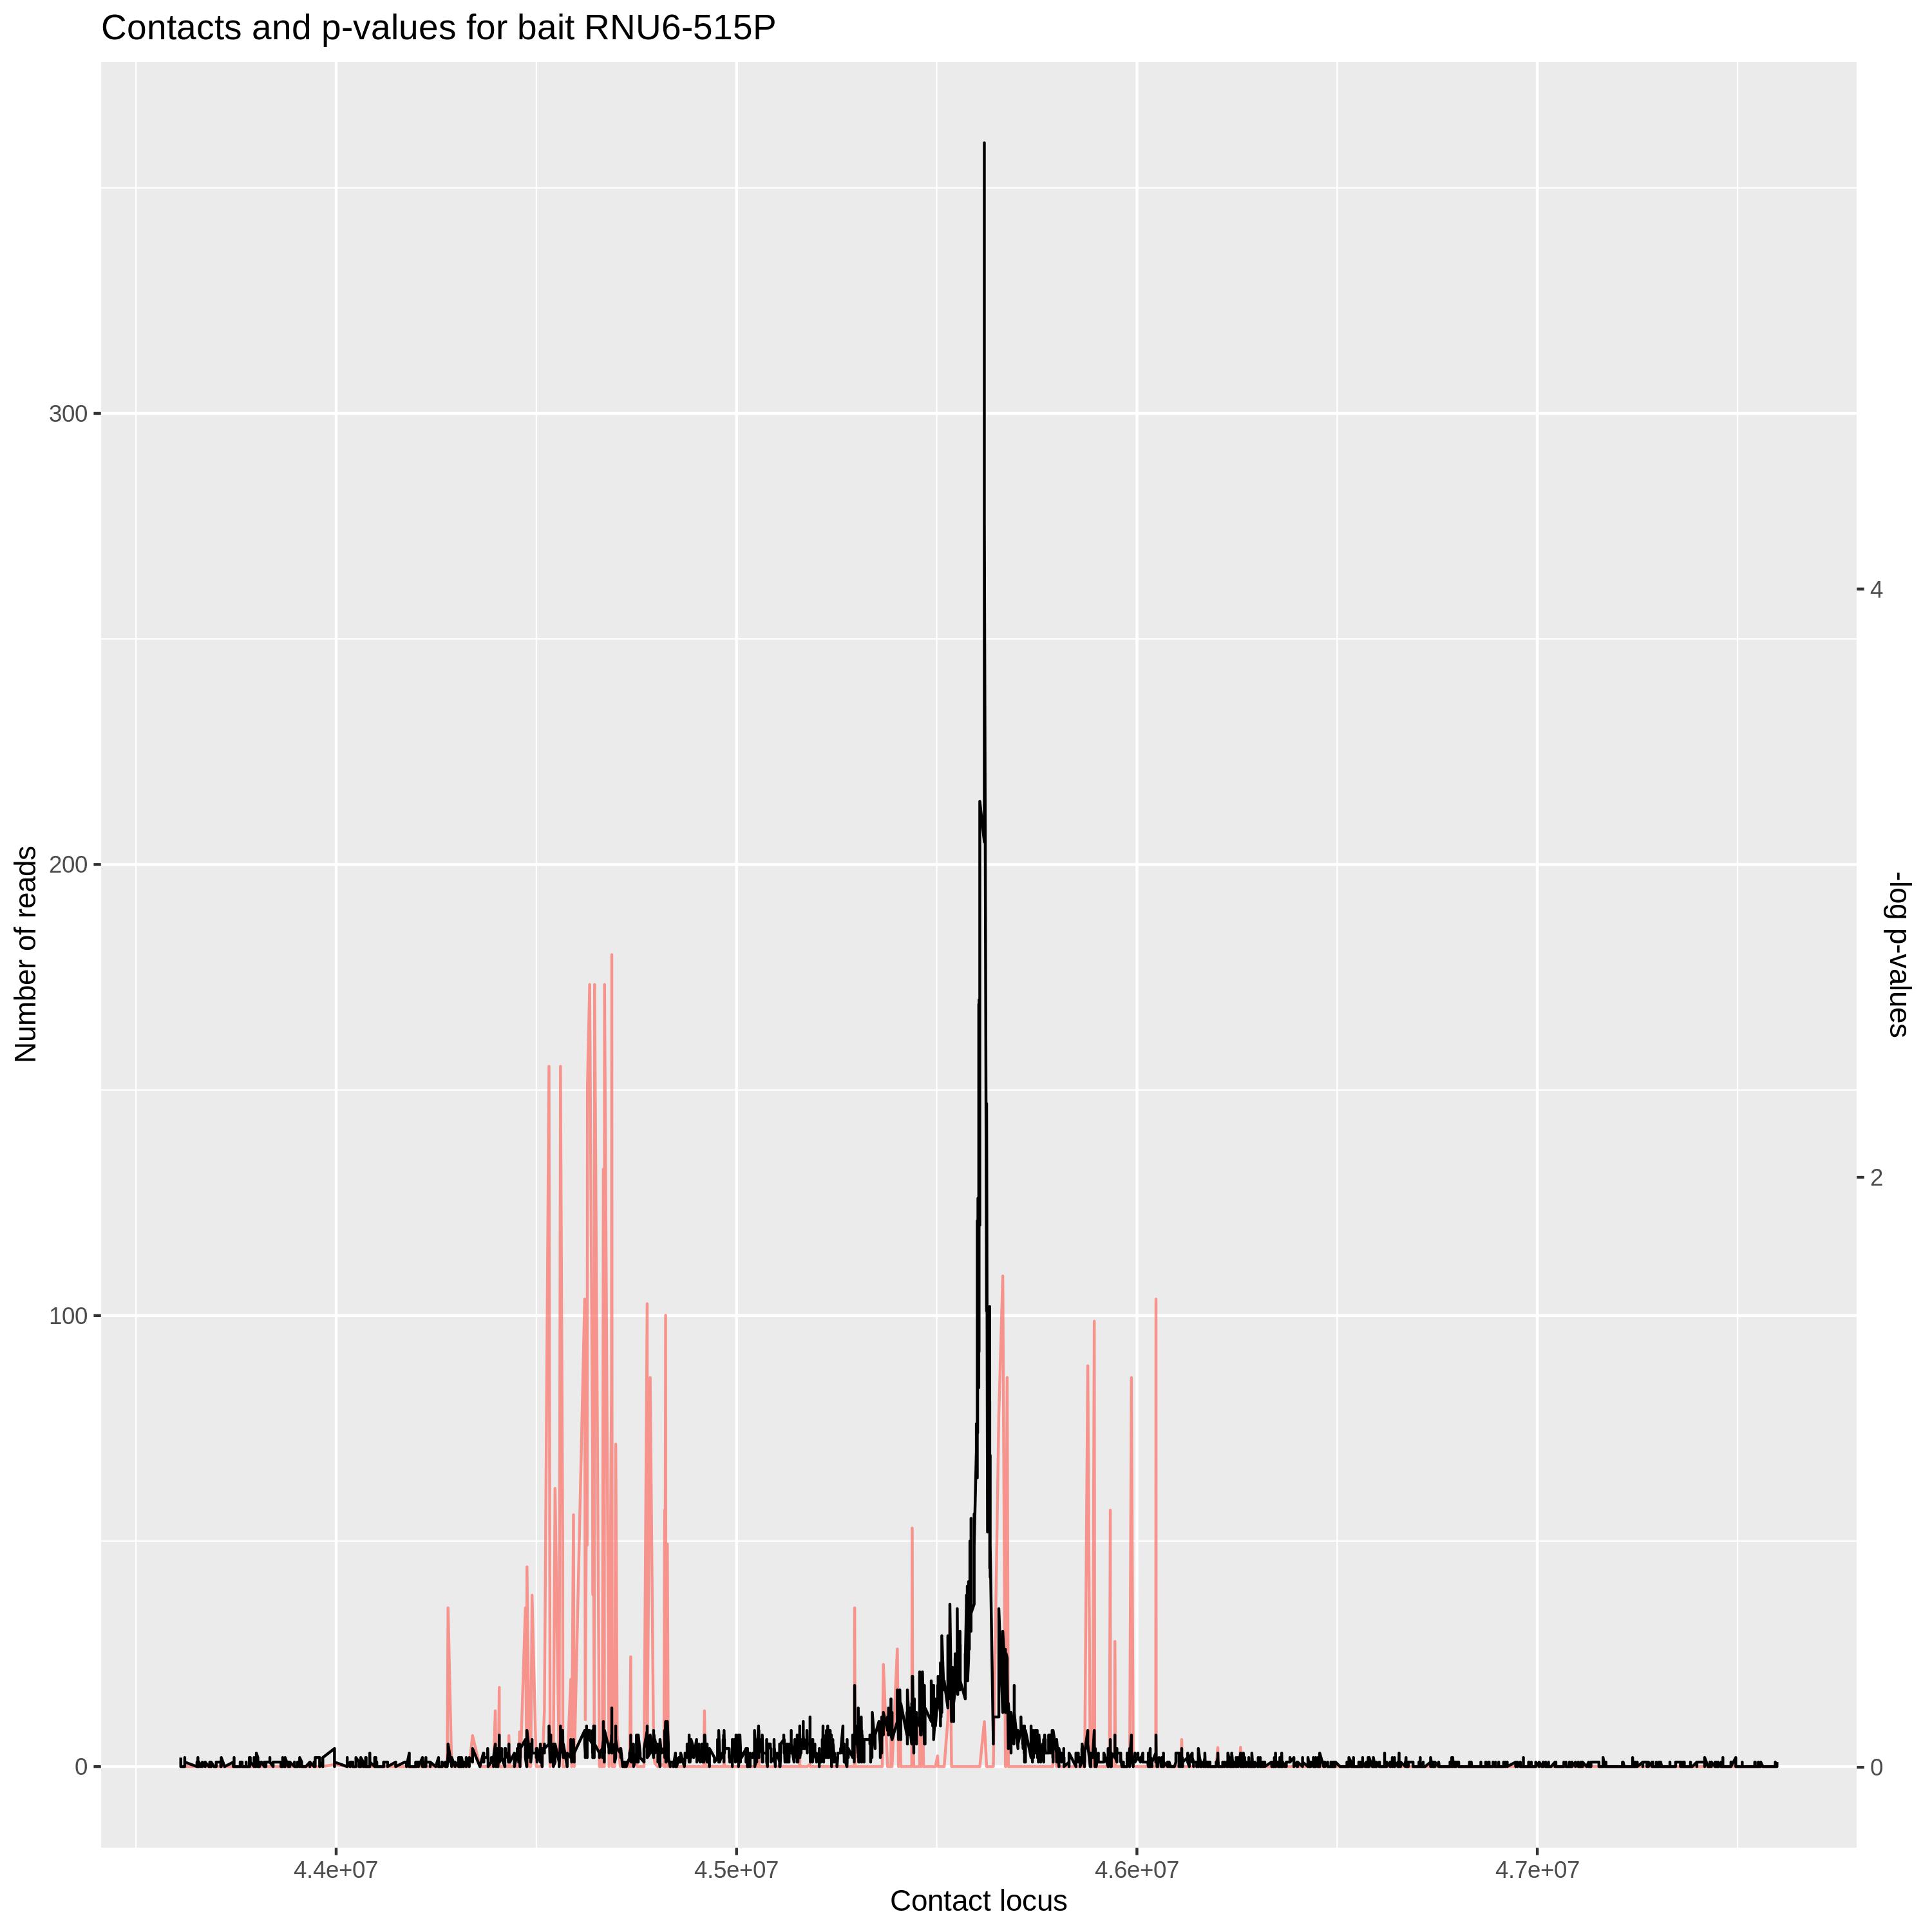 Contacts and p-values for bait RNU6-515P
Number of reads
300
200
100
0
4
2
0
-log p-values
4.4e+07
4.5e+07
4.6e+07
4.7e+07
Contact locus